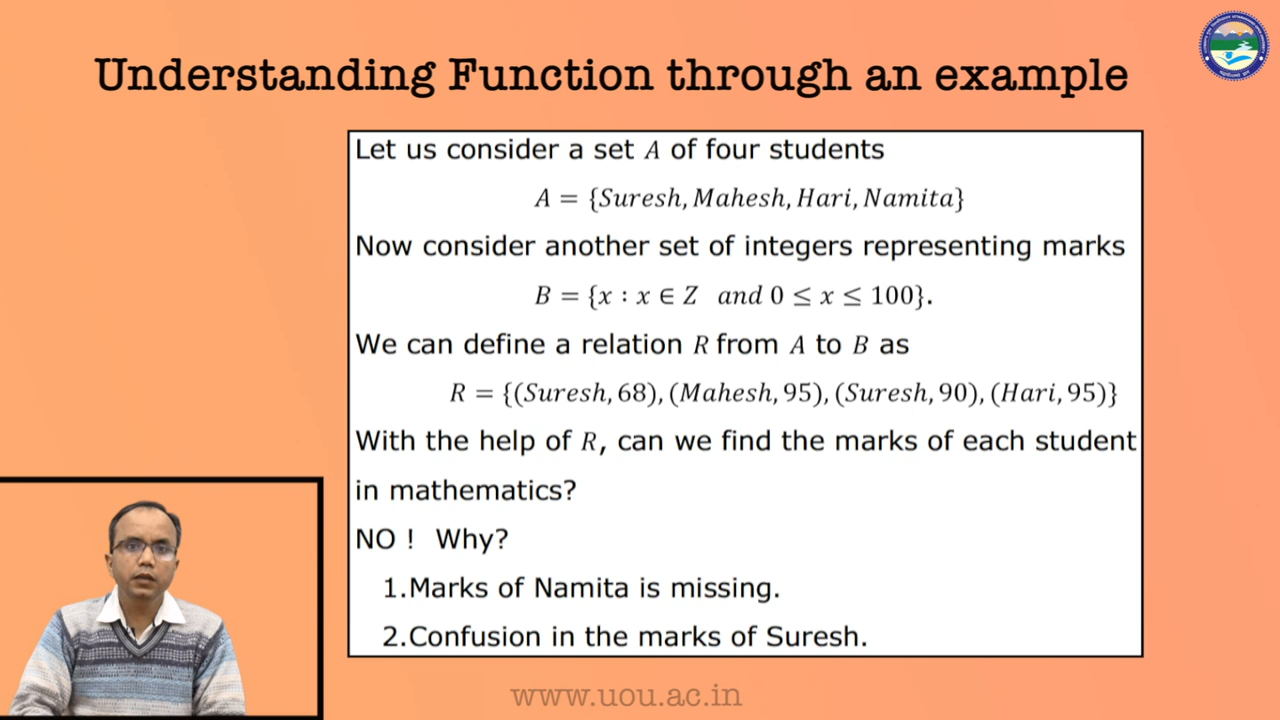 Understanding Function through an example
Let us consider a set A of four students
A = {Suresh, Mahesh, Hari, Namita}
Now consider another set of integers representing marks
B = {x : x ∈ Z and 0 ≤ x ≤ 100}.
We can define a relation R from A to B as
R = {(Suresh, 68), (Mahesh, 95), (Suresh, 90), (Hari, 95)}
With the help of R, can we find the marks of each student
in mathematics?
NO ! Why?
1.Marks of Namita is missing.
2.Confusion in the marks of Suresh.
www.uou.ac.in